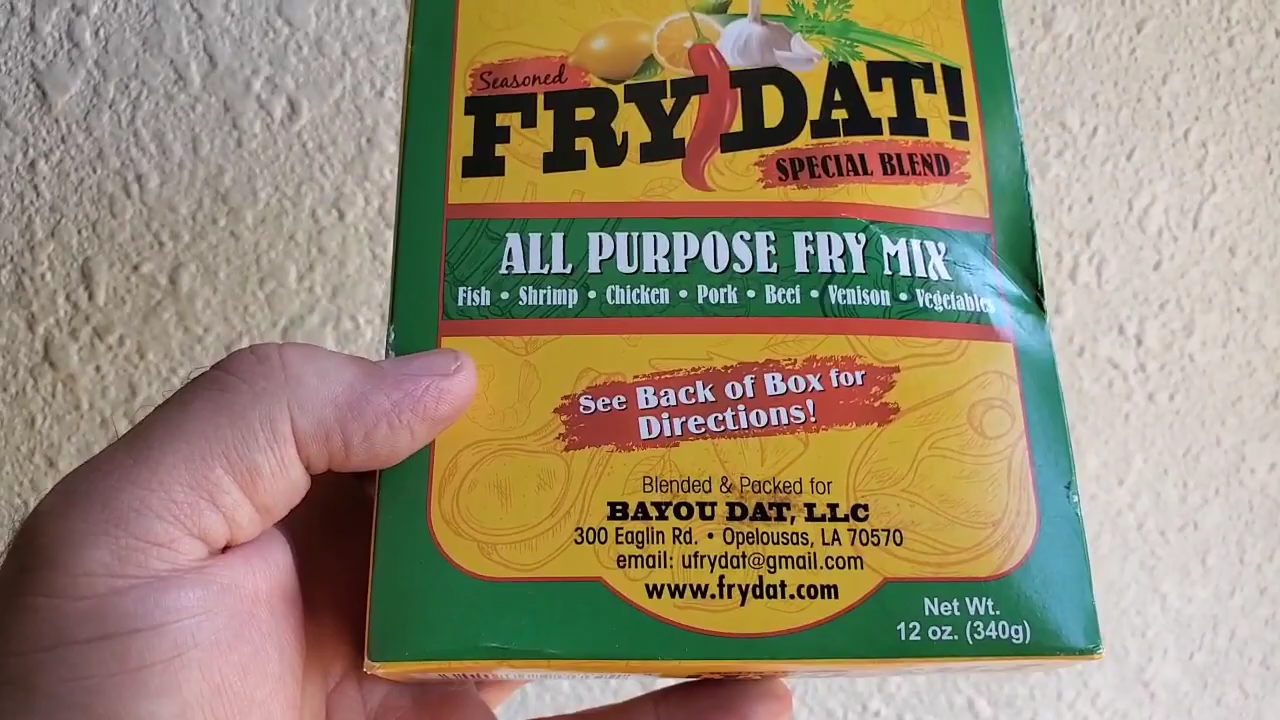 Seasoned
FRY DAT!
SPECIAL BLEND
ALL PURPOSE FRY MIX
Fish • Shrimp • Chicken • Pork • Beef • Venison • Vegetables
See Back of Box for
Directions!
Blended & Packed for
BAYOU DAT, LLC
300 Eaglin Rd. • Opelousas, LA 70570
email: ufrydat@gmail.com
www.frydat.com
Net Wt.
12 oz. (340g)